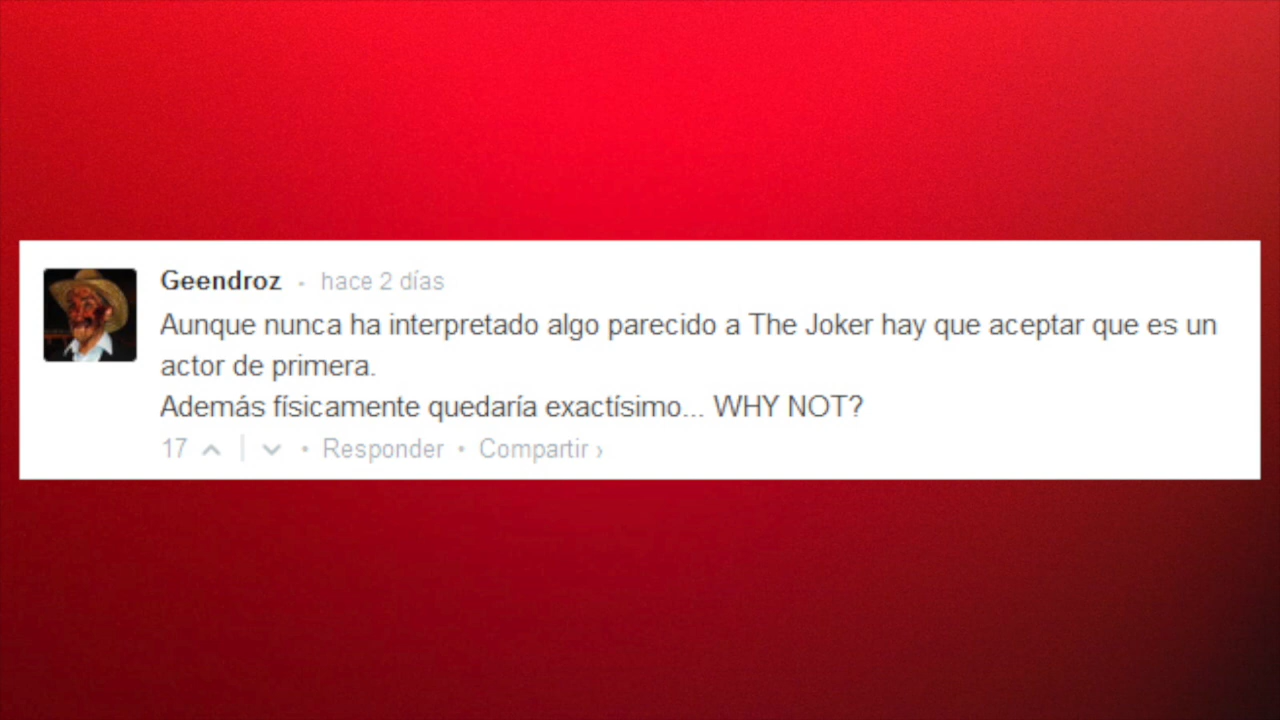 Geendroz • hace 2 días
Aunque nunca ha interpretado algo parecido a The Joker hay que aceptar que es un
actor de primera.
Además físicamente quedaría exactísimo... WHY NOT?
17 • Responder • Compartir ›